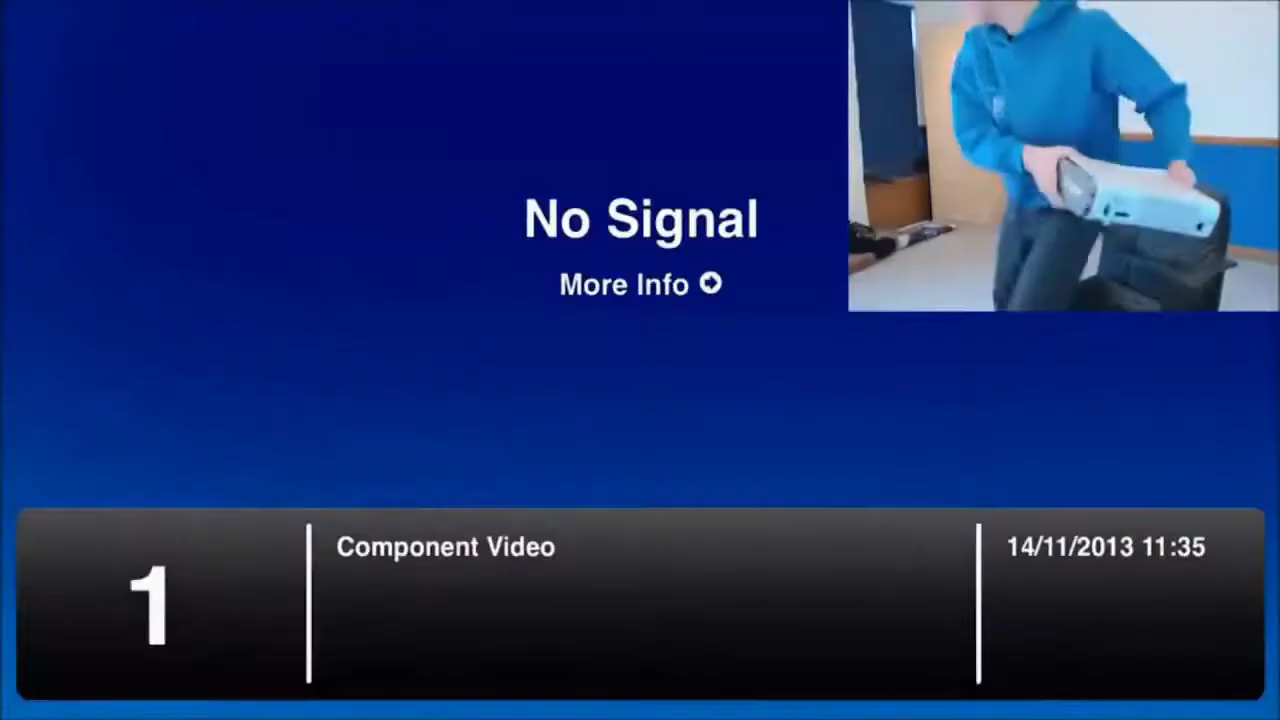 No Signal
More Info
1
Component Video
14/11/2013 11:35